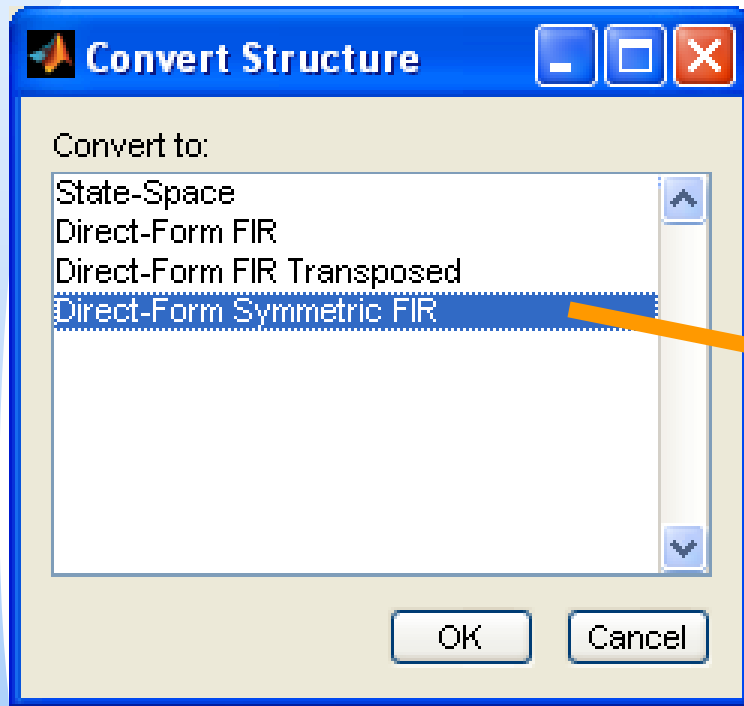 Convert Structure
Convert to:
State-Space
Direct-Form FIR
Direct-Form FIR Transposed
Direct-Form Symmetric FIR
OK
Cancel